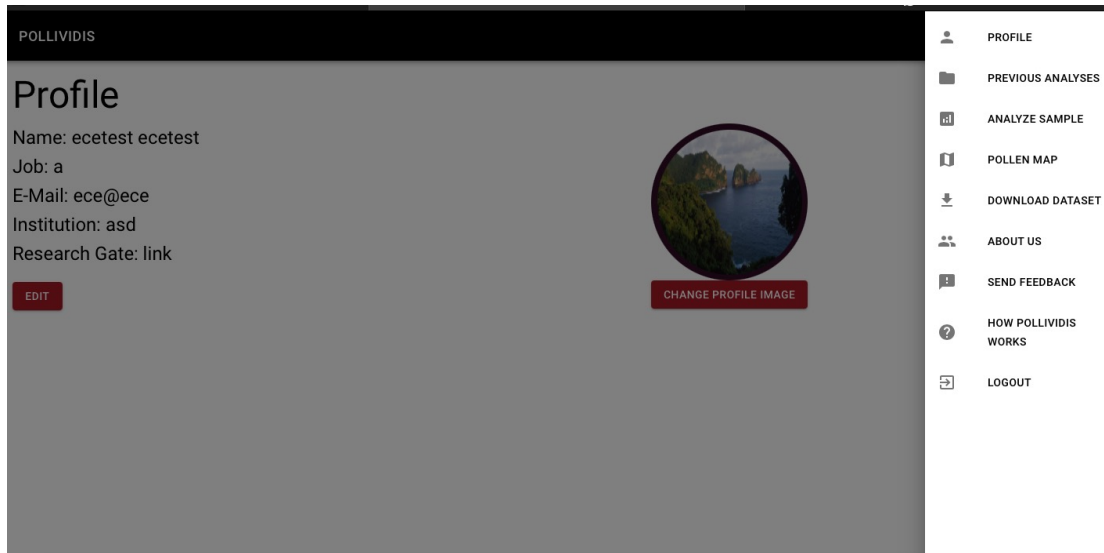 POLLIVIDIS
Profile
Name: ecetest ecetest
Job: a
E-Mail: ece@ece
Institution: asd
Research Gate: link
EDIT
CHANGE PROFILE IMAGE
PROFILE
PREVIOUS ANALYSES
ANALYZE SAMPLE
POLLEN MAP
DOWNLOAD DATASET
ABOUT US
SEND FEEDBACK
HOW POLLIVIDIS
WORKS
LOGOUT